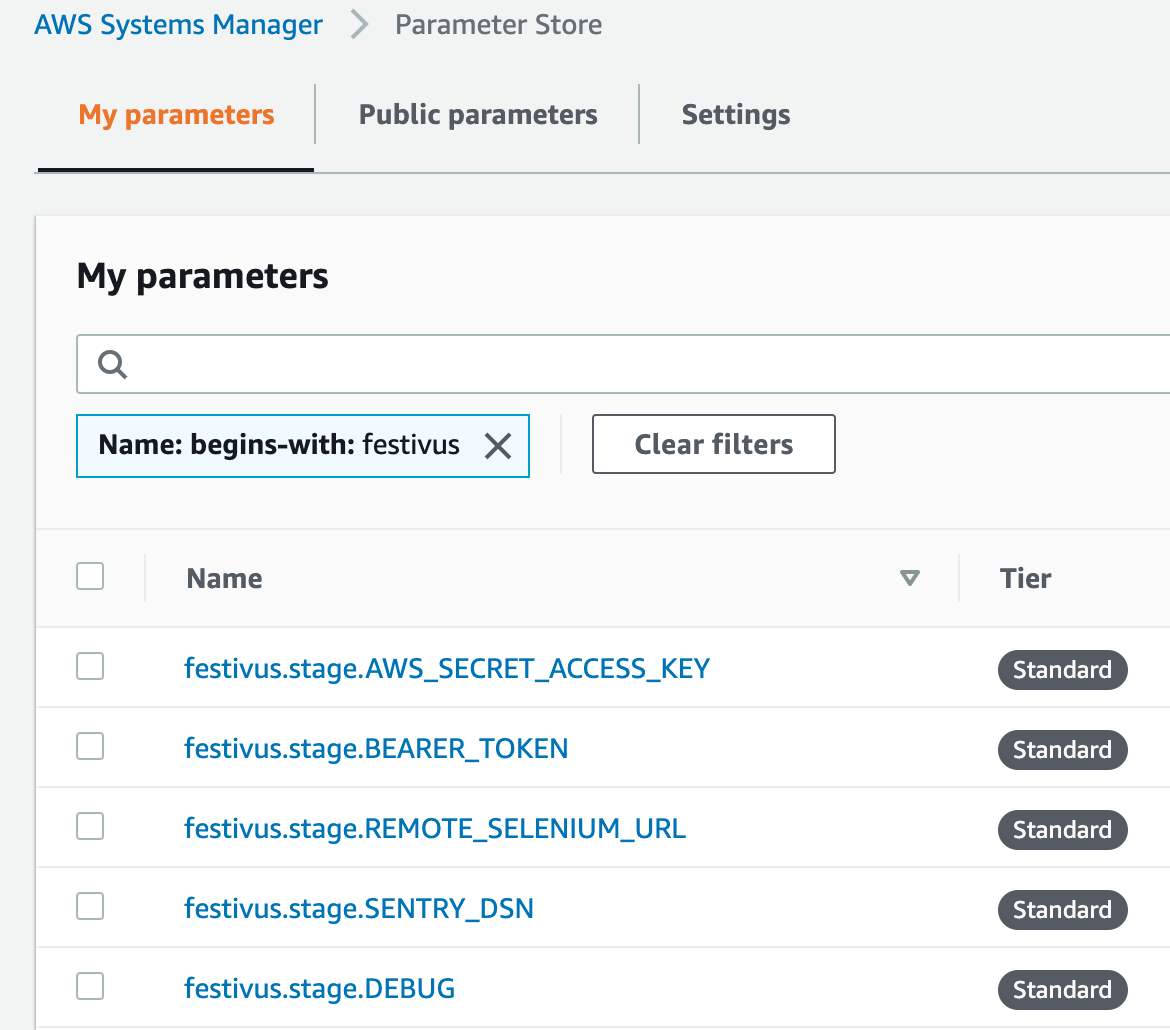 AWS Systems Manager > Parameter Store
My parameters Public parameters Settings
My parameters
Name: begins-with: festivus Clear filters
Name Tier
festivus.stage.AWS_SECRET_ACCESS_KEY Standard
festivus.stage.BEARER_TOKEN Standard
festivus.stage.REMOTE_SELENIUM_URL Standard
festivus.stage.SENTRY_DSN Standard
festivus.stage.DEBUG Standard